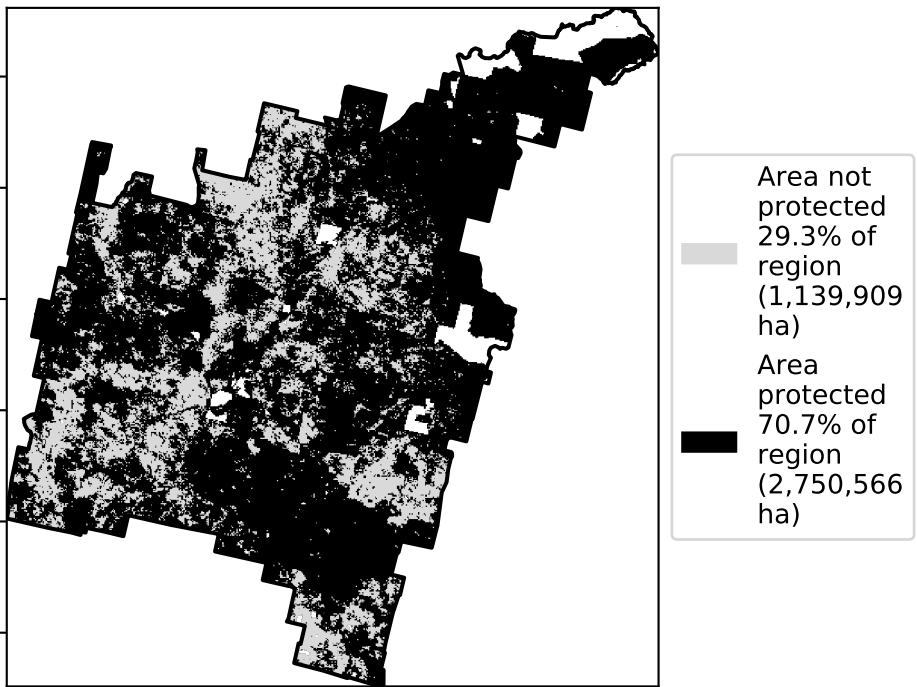 Area not
protected
29.3% of
region
(1,139,909
ha)
Area
protected
70.7% of
region
(2,750,566
ha)